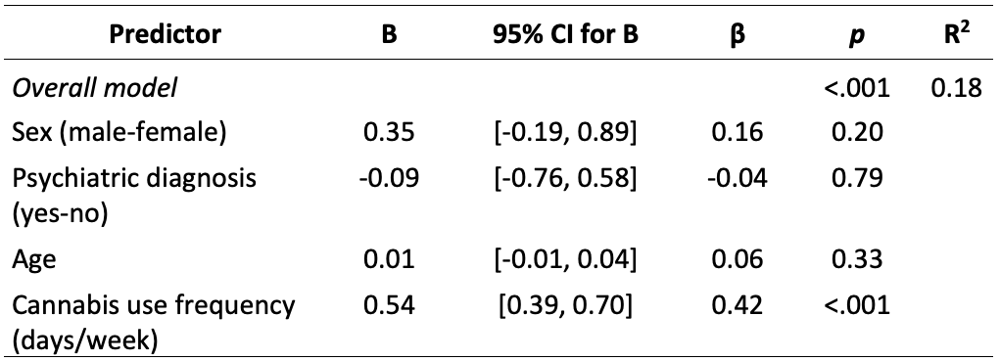 Predictor B 95% CI for B β p R²
Overall model <.001 0.18
Sex (male-female) 0.35 [-0.19, 0.89] 0.16 0.20
Psychiatric diagnosis -0.09 [-0.76, 0.58] -0.04 0.79
(yes-no)
Age 0.01 [-0.01, 0.04] 0.06 0.33
Cannabis use frequency 0.54 [0.39, 0.70] 0.42 <.001
(days/week)